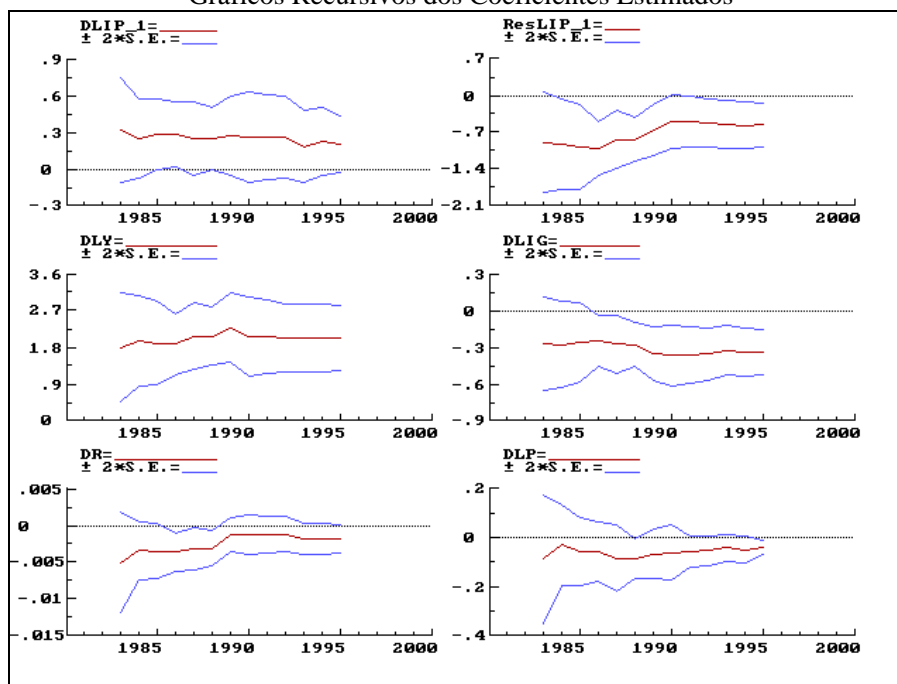 Gráficos Recursivos dos Coeficientes Estimados
DLIP_1=
± 2*S.E.=
.9
.6
.3
0
-.3
1985 1990 1995 2000
ResLIP_1=
± 2*S.E.=
.7
0
-.7
-1.4
-2.1
1985 1990 1995 2000
DLY=
± 2*S.E.=
3.6
2.7
1.8
.9
0
1985 1990 1995 2000
DLIG=
± 2*S.E.=
.3
0
-.3
-.6
-.9
1985 1990 1995 2000
DR=
± 2*S.E.=
.005
0
-.005
-.01
-.015
1985 1990 1995 2000
DLP=
± 2*S.E.=
.2
0
-.2
-.4
1985 1990 1995 2000